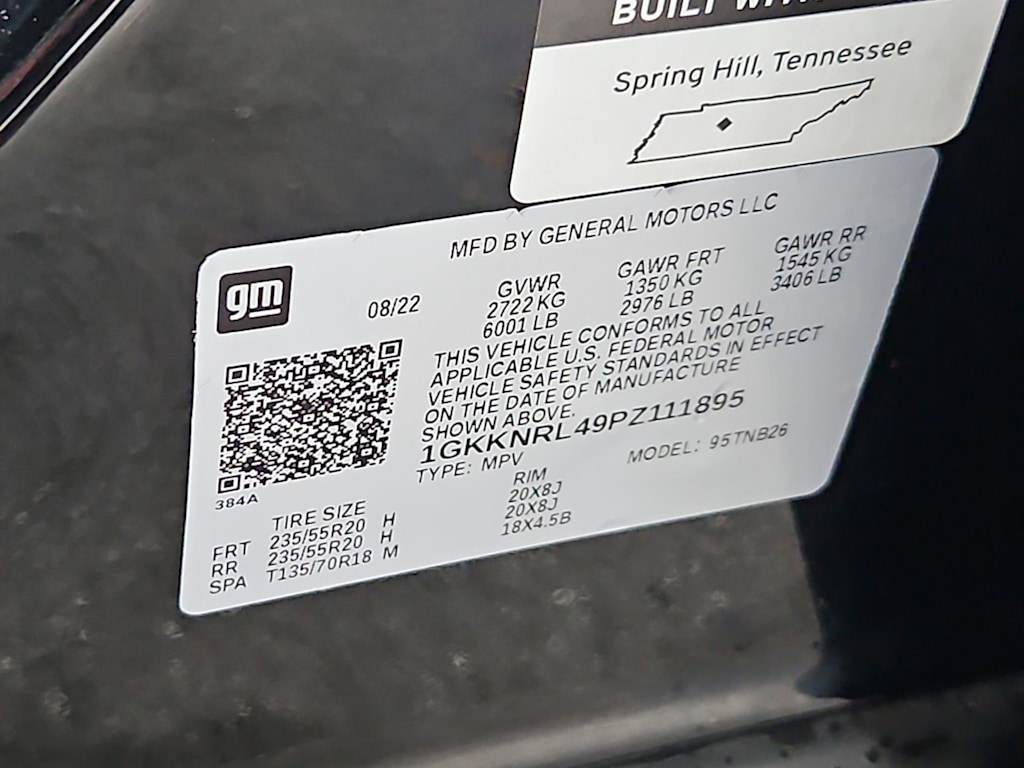 BUILT
Spring Hill, Tennessee
MFD BY GENERAL MOTORS LLC
gm
08/22
GVWR GAWR FRT GAWR RR
2722 KG 1350 KG 1545 KG
6001 LB 2976 LB 3406 LB
THIS VEHICLE CONFORMS TO ALL
APPLICABLE U.S. FEDERAL MOTOR
VEHICLE SAFETY STANDARDS IN EFFECT
ON THE DATE OF MANUFACTURE
SHOWN ABOVE.
1GKKNRL49PZ111895
TYPE: MPV MODEL: 95TNB26
384A
TIRE SIZE RIM
FRT 235/55R20 H 20X8J
RR 235/55R20 H 20X8J
SPA T135/70R18 M 18X4.5B